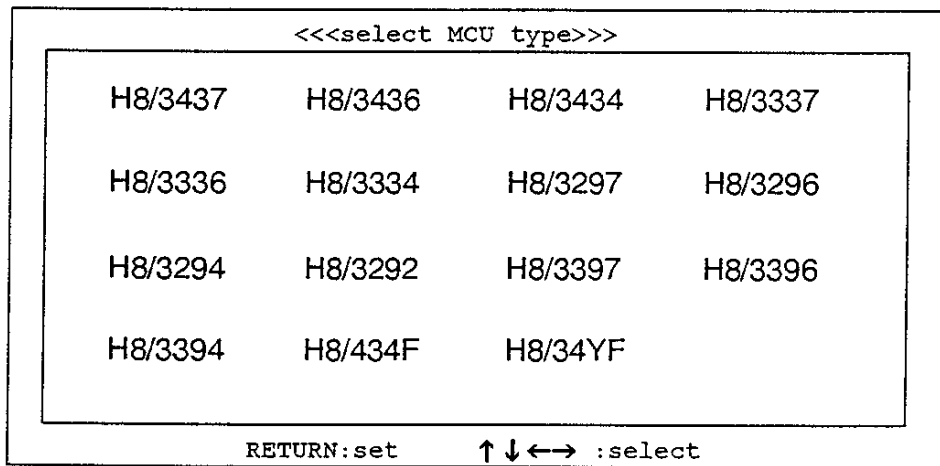 <<<select MCU type>>>
H8/3437 H8/3436 H8/3434 H8/3337
H8/3336 H8/3334 H8/3297 H8/3296
H8/3294 H8/3292 H8/3397 H8/3396
H8/3394 H8/434F H8/34YF
RETURN:set ↑↓←→ :select